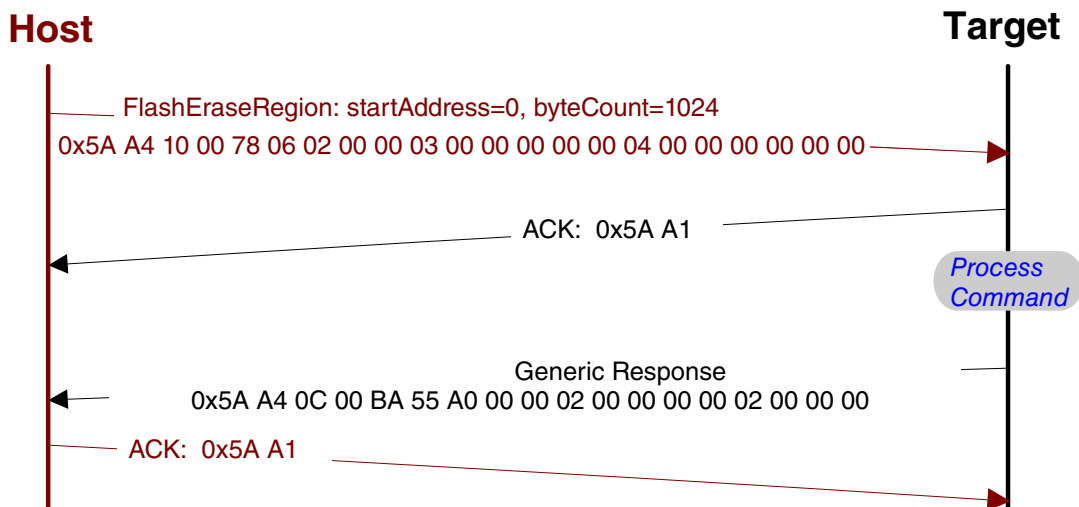 Host
Target
FlashEraseRegion: startAddress=0, byteCount=1024
0x5A A4 10 00 78 06 02 00 00 03 00 00 00 00 00 04 00 00 00 00 00 00
ACK: 0x5A A1
Process
Command
Generic Response
0x5A A4 0C 00 BA 55 A0 00 00 02 00 00 00 00 02 00 00 00
ACK: 0x5A A1